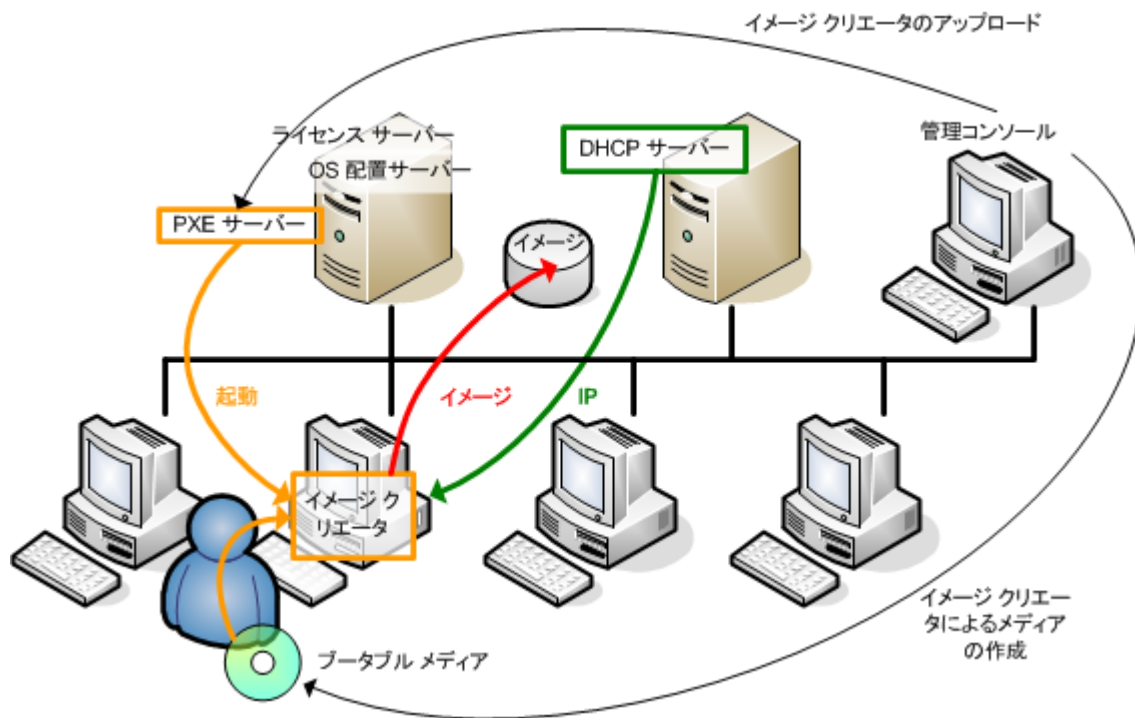 イメージ クリエータのアップロード
ライセンス サーバー
OS 配置サーバー
DHCP サーバー
管理コンソール
PXE サーバー
イメージ
起動
イメージ
IP
イメージ ク
リエータ
イメージ クリエー
タによるメディア
の作成
ブータブル メディア